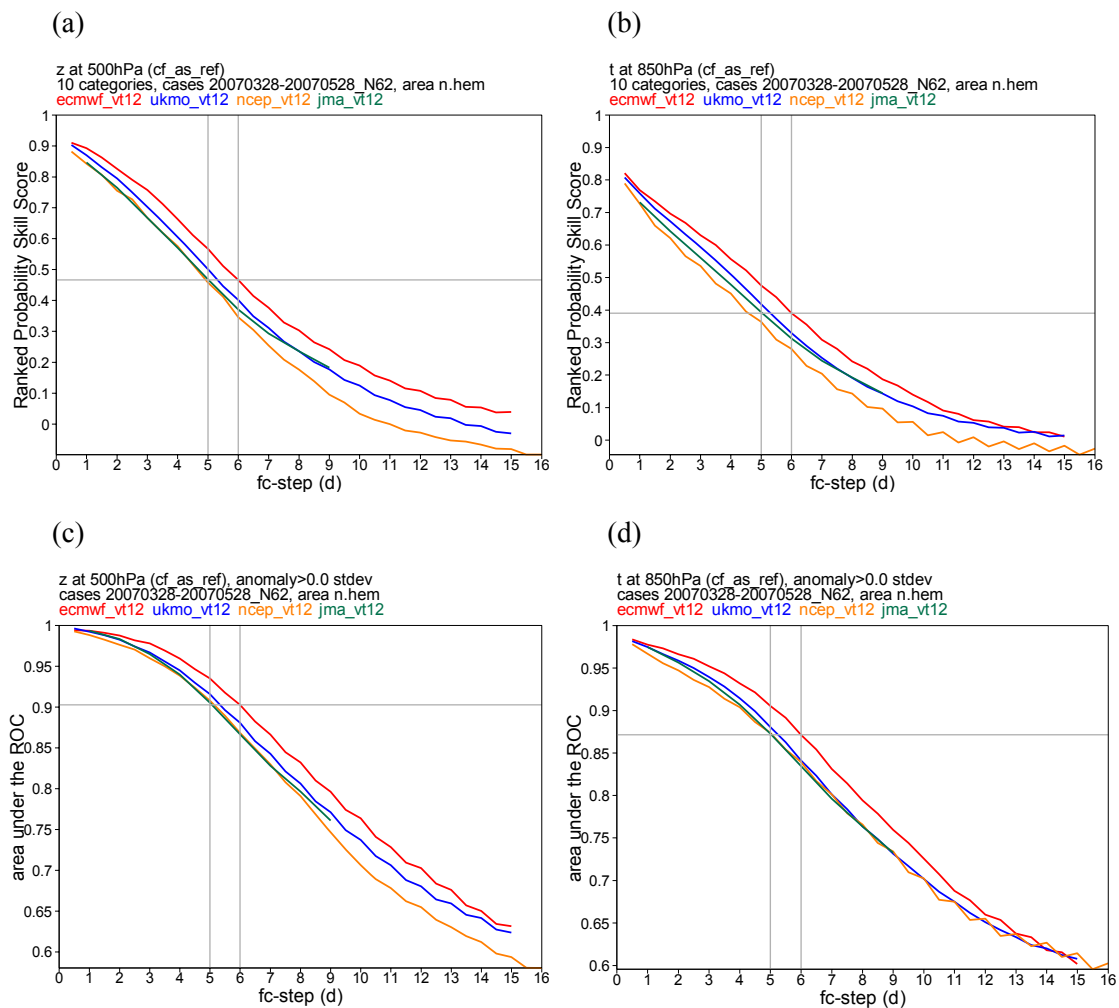 (a)
z at 500hPa (cf_as_ref)
10 categories, cases 20070328-20070528_N62, area n.hem
ecmwf_vt12 ukmo_vt12 ncep_vt12 jma_vt12
Ranked Probability Skill Score
1
0.9
0.8
0.7
0.6
0.5
0.4
0.3
0.2
0.1
0
0 1 2 3 4 5 6 7 8 9 10 11 12 13 14 15 16
fc-step (d)
(b)
t at 850hPa (cf_as_ref)
10 categories, cases 20070328-20070528_N62, area n.hem
ecmwf_vt12 ukmo_vt12 ncep_vt12 jma_vt12
Ranked Probability Skill Score
1
0.9
0.8
0.7
0.6
0.5
0.4
0.3
0.2
0.1
0
0 1 2 3 4 5 6 7 8 9 10 11 12 13 14 15 16
fc-step (d)
(c)
z at 500hPa (cf_as_ref), anomaly>0.0 stdev
cases 20070328-20070528_N62, area n.hem
ecmwf_vt12 ukmo_vt12 ncep_vt12 jma_vt12
area under the ROC
1
0.95
0.9
0.85
0.8
0.75
0.7
0.65
0.6
0 1 2 3 4 5 6 7 8 9 10 11 12 13 14 15 16
fc-step (d)
(d)
t at 850hPa (cf_as_ref), anomaly>0.0 stdev
cases 20070328-20070528_N62, area n.hem
ecmwf_vt12 ukmo_vt12 ncep_vt12 jma_vt12
area under the ROC
1
0.95
0.9
0.85
0.8
0.75
0.7
0.65
0.6
0 1 2 3 4 5 6 7 8 9 10 11 12 13 14 15 16
fc-step (d)